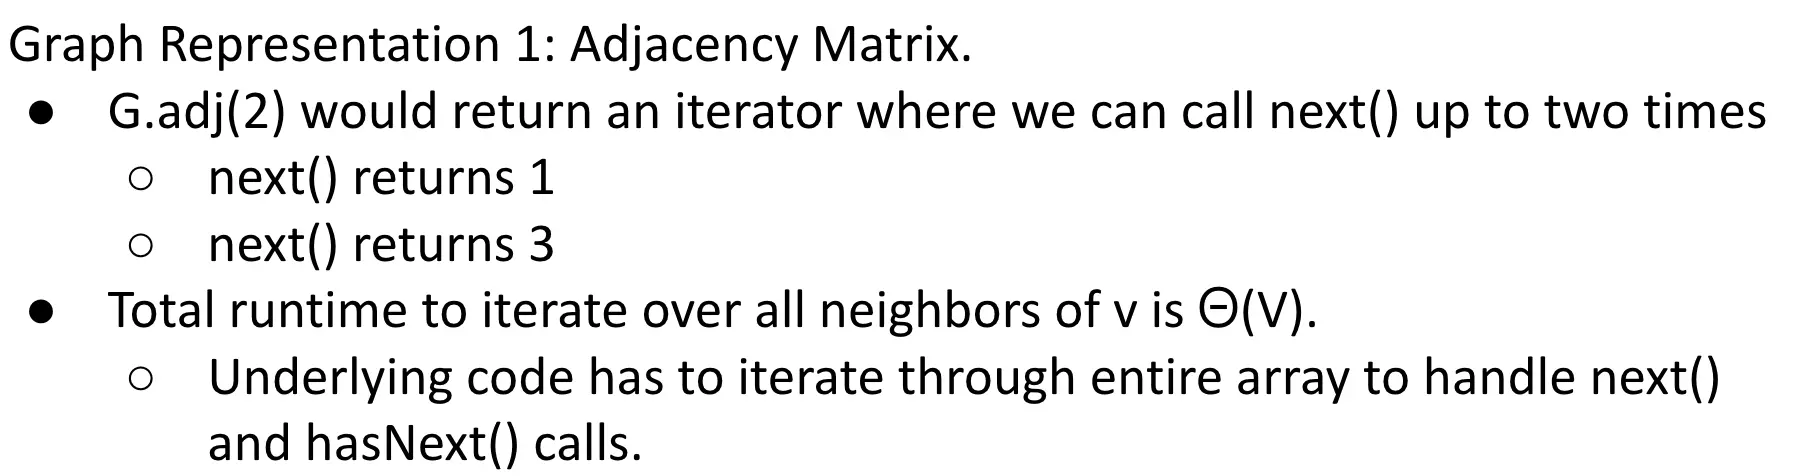 Graph Representation 1: Adjacency Matrix.
● G.adj(2) would return an iterator where we can call next() up to two times
○ next() returns 1
○ next() returns 3
● Total runtime to iterate over all neighbors of v is Θ(V).
○ Underlying code has to iterate through entire array to handle next()
and hasNext() calls.